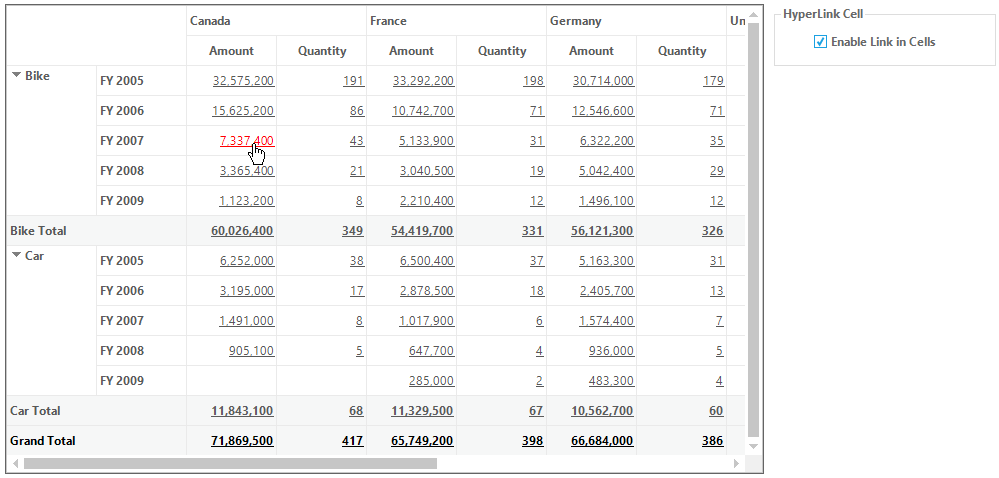 Canada France Germany Un
Amount Quantity Amount Quantity Amount Quantity
Bike FY 2005 32,575,200 191 33,292,200 198 30,714,000 179
FY 2006 15,625,200 86 10,742,700 71 12,546,600 71
FY 2007 7,337,400 43 5,133,900 31 6,322,200 35
FY 2008 3,365,400 21 3,040,500 19 5,042,400 29
FY 2009 1,123,200 8 2,210,400 12 1,496,100 12
Bike Total 60,026,400 349 54,419,700 331 56,121,300 326
Car FY 2005 6,252,000 38 6,500,400 37 5,163,300 31
FY 2006 3,195,000 17 2,878,500 18 2,405,700 13
FY 2007 1,491,000 8 1,017,900 6 1,574,400 7
FY 2008 905,100 5 647,700 4 936,000 5
FY 2009 285,000 2 483,300 4
Car Total 11,843,100 68 11,329,500 67 10,562,700 60
Grand Total 71,869,500 417 65,749,200 398 66,684,000 386
HyperLink Cell
Enable Link in Cells